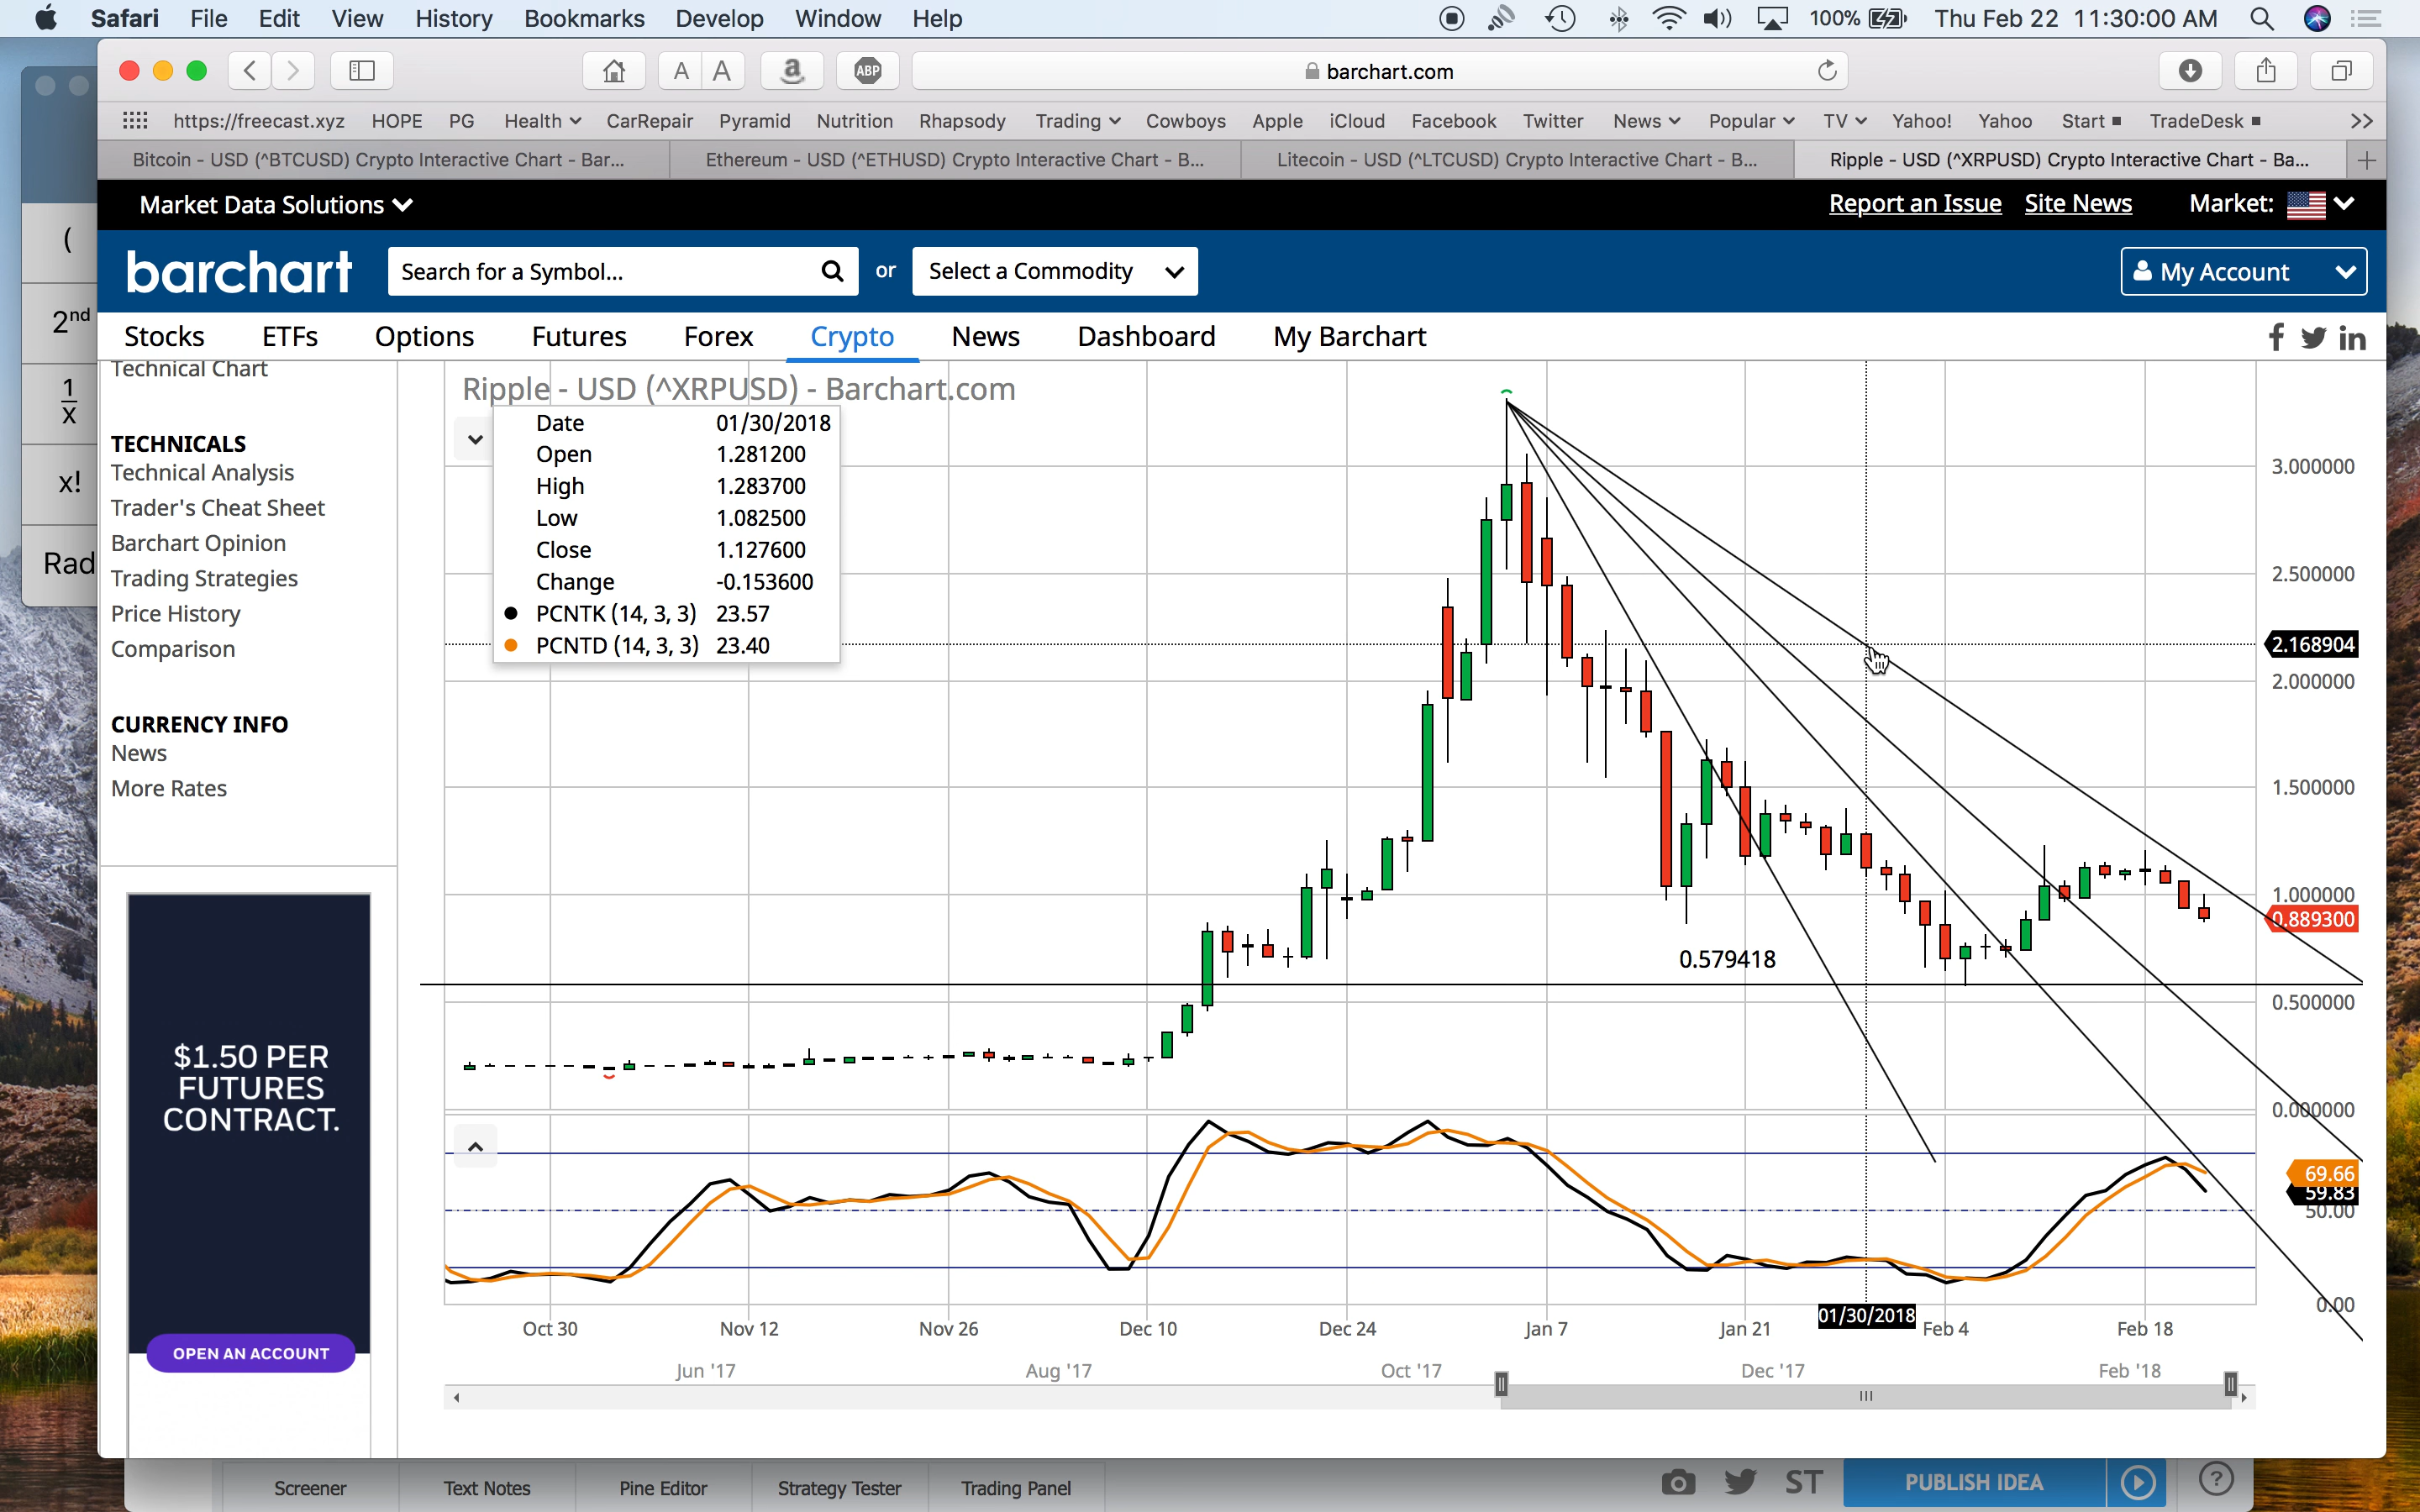 Safari File Edit View History Bookmarks Develop Window Help 100% Thu Feb 22 11:30:00 AM
A A a ABP barchart.com
https://freecast.xyz HOPE PG Health CarRepair Pyramid Nutrition Rhapsody Trading Cowboys Apple iCloud Facebook Twitter News Popular TV Yahoo! Yahoo Start TradeDesk
Bitcoin - USD (^BTCUSD) Crypto Interactive Chart - Bar... Ethereum - USD (^ETHUSD) Crypto Interactive Chart - B... Litecoin - USD (^LTCUSD) Crypto Interactive Chart - B... Ripple - USD (^XRPUSD) Crypto Interactive Chart - Ba...
Market Data Solutions Report an Issue Site News Market:
barchart Search for a Symbol... or Select a Commodity My Account
Stocks ETFs Options Futures Forex Crypto News Dashboard My Barchart
(
2nd
1
x
x!
Rad
Technical Chart
TECHNICALS
Technical Analysis
Trader's Cheat Sheet
Barchart Opinion
Trading Strategies
Price History
Comparison
CURRENCY INFO
News
More Rates
$1.50 PER
FUTURES
CONTRACT.
OPEN AN ACCOUNT
Ripple - USD (^XRPUSD) - Barchart.com
Date 01/30/2018
Open 1.281200
High 1.283700
Low 1.082500
Close 1.127600
Change -0.153600
PCNTK (14, 3, 3) 23.57
PCNTD (14, 3, 3) 23.40
3.000000
2.500000
2.168904
2.000000
1.500000
1.000000
0.889300
0.579418
0.500000
0.000000
69.66
59.83
50.00
0.00
Oct 30 Nov 12 Nov 26 Dec 10 Dec 24 Jan 7 Jan 21 01/30/2018 Feb 4 Feb 18
Jun '17 Aug '17 Oct '17 Dec '17 Feb '18
Screener Text Notes Pine Editor Strategy Tester Trading Panel ST PUBLISH IDEA ?